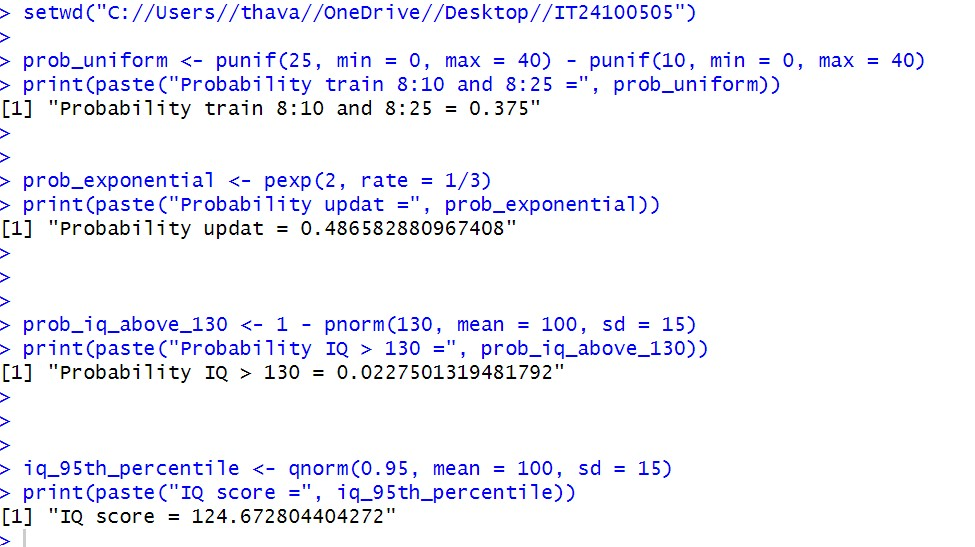 > setwd("C://Users//thava//OneDrive//Desktop//IT24100505")
>
> prob_uniform <- punif(25, min = 0, max = 40) - punif(10, min = 0, max = 40)
> print(paste("Probability train 8:10 and 8:25 =", prob_uniform))
[1] "Probability train 8:10 and 8:25 = 0.375"
>
>
> prob_exponential <- pexp(2, rate = 1/3)
> print(paste("Probability updat =", prob_exponential))
[1] "Probability updat = 0.486582880967408"
>
>
>
> prob_iq_above_130 <- 1 - pnorm(130, mean = 100, sd = 15)
> print(paste("Probability IQ > 130 =", prob_iq_above_130))
[1] "Probability IQ > 130 = 0.0227501319481792"
>
>
>
> iq_95th_percentile <- qnorm(0.95, mean = 100, sd = 15)
> print(paste("IQ score =", iq_95th_percentile))
[1] "IQ score = 124.672804404272"
>